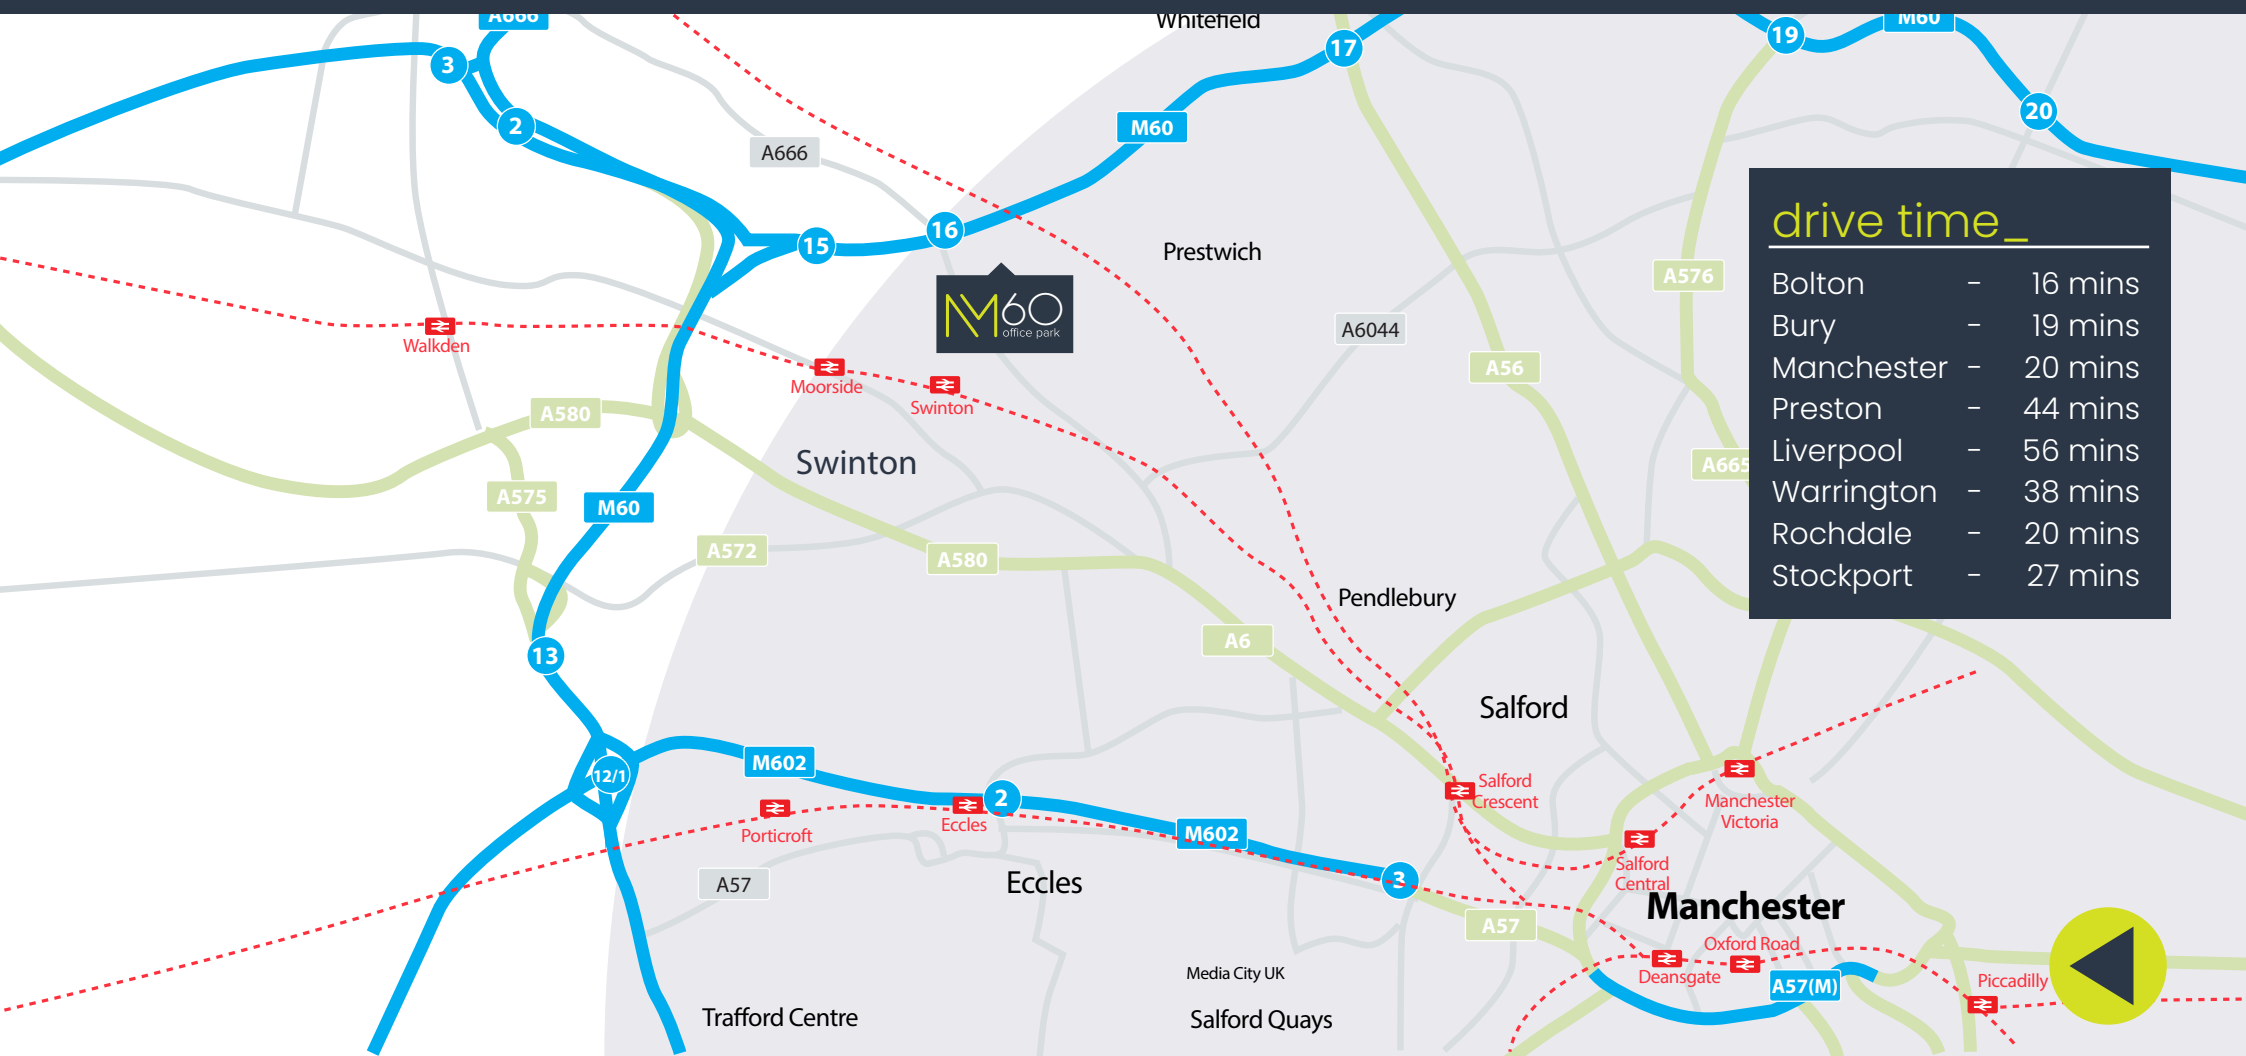 A666
Whitefield
M60
19
17
3
20
2
M60
A666
16
15
Prestwich
drive time_
Bolton - 16 mins
Bury - 19 mins
Manchester - 20 mins
Preston - 44 mins
Liverpool - 56 mins
Warrington - 38 mins
Rochdale - 20 mins
Stockport - 27 mins
A576
M60
office park
A6044
Walkden
A56
Moorside
Swinton
A580
Swinton
A665
A575
M60
A572
A580
Pendlebury
A6
13
Salford
M602
12/1
Salford
Crescent
2
Manchester
Victoria
Porticroft
Eccles
M602
Salford
Central
A57
Eccles
3
Manchester
A57
Oxford Road
Media City UK
Deansgate
A57(M)
Piccadilly
Trafford Centre
Salford Quays